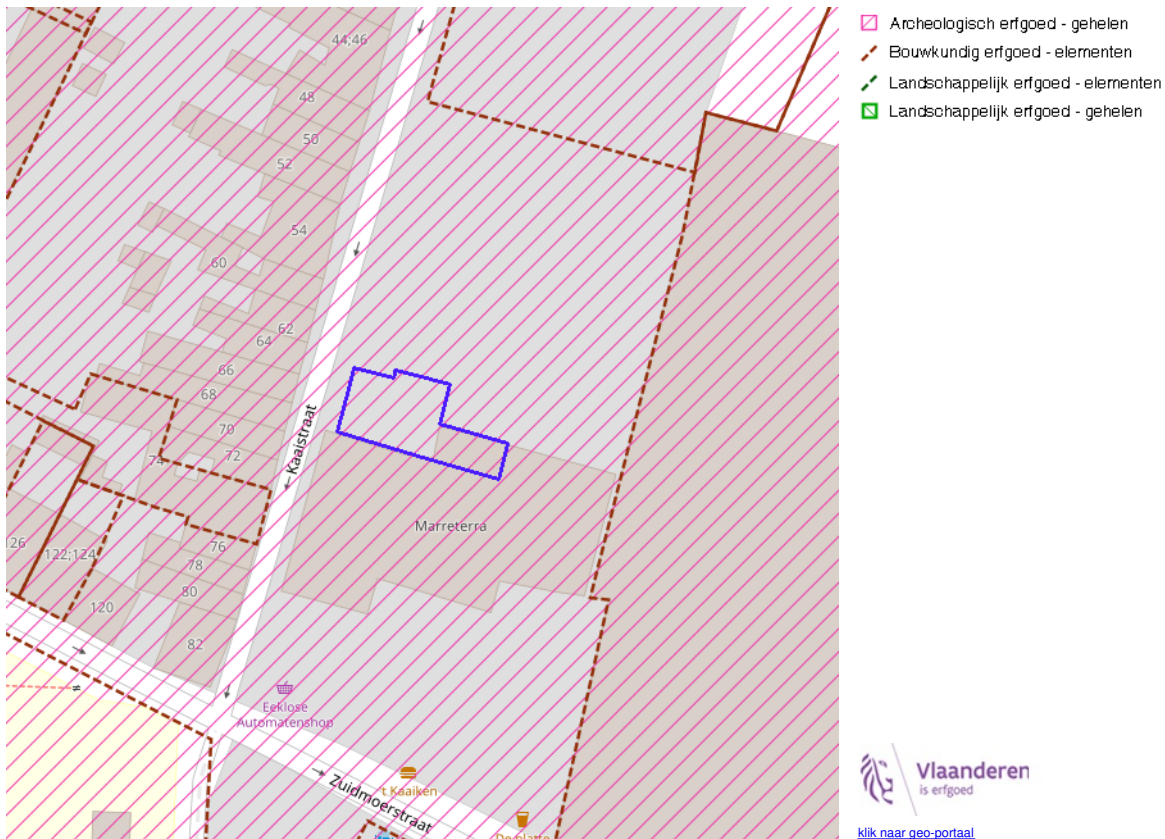 44;46
48
50
52
54
60
62
64
66
68
70
72
74
Kaaistraat
Marreterra
126
122;124
76
78
80
120
82
Eeklose
Automatenshop
Zuidmoerstraat
't Kaaiken
De platte
Archeologisch erfgoed - gehelen
Bouwkundig erfgoed - elementen
Landschappelijk erfgoed - elementen
Landschappelijk erfgoed - gehelen
Vlaanderen
is erfgoed
klik naar geo-portaal